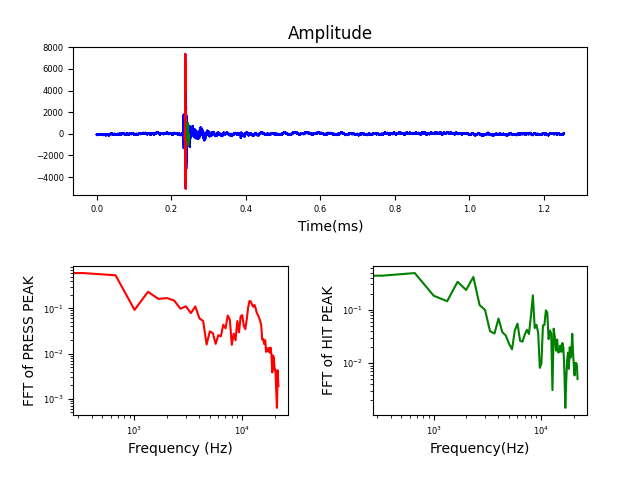 Amplitude
8000
6000
4000
2000
0
−2000
−4000
0.0 0.2 0.4 0.6 0.8 1.0 1.2
Time(ms)
FFT of PRESS PEAK
10⁻¹
10⁻²
10⁻³
10³ 10⁴
Frequency (Hz)
FFT of HIT PEAK
10⁻¹
10⁻²
10³ 10⁴
Frequency(Hz)